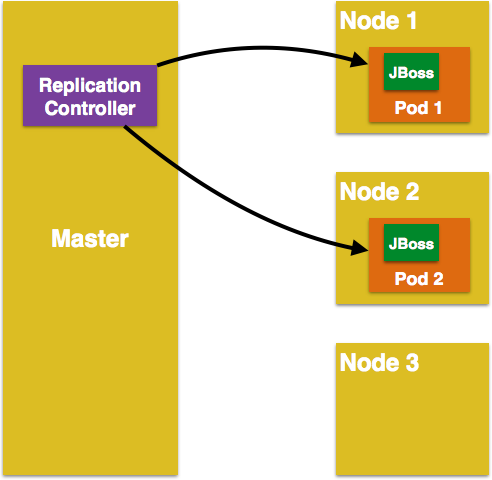 Replication
Controller
Master
Node 1
JBoss
Pod 1
Node 2
JBoss
Pod 2
Node 3